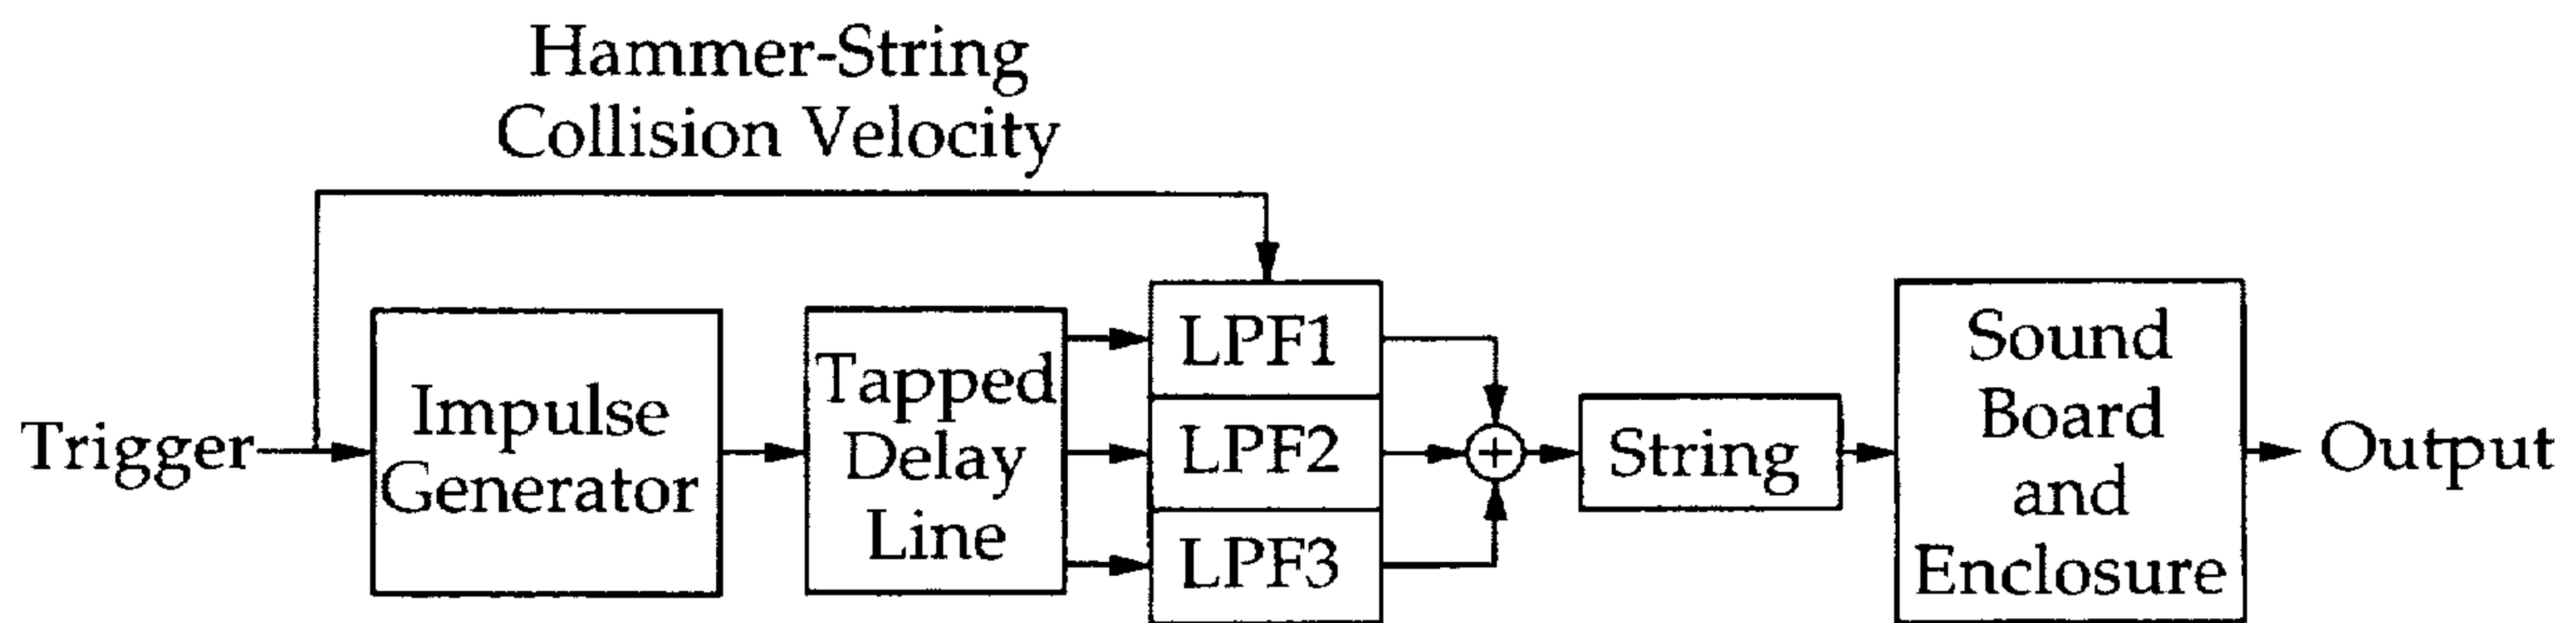 Hammer-String
Collision Velocity
Trigger
Impulse
Generator
Tapped
Delay
Line
LPF1
LPF2
LPF3
+
String
Sound
Board
and
Enclosure
Output